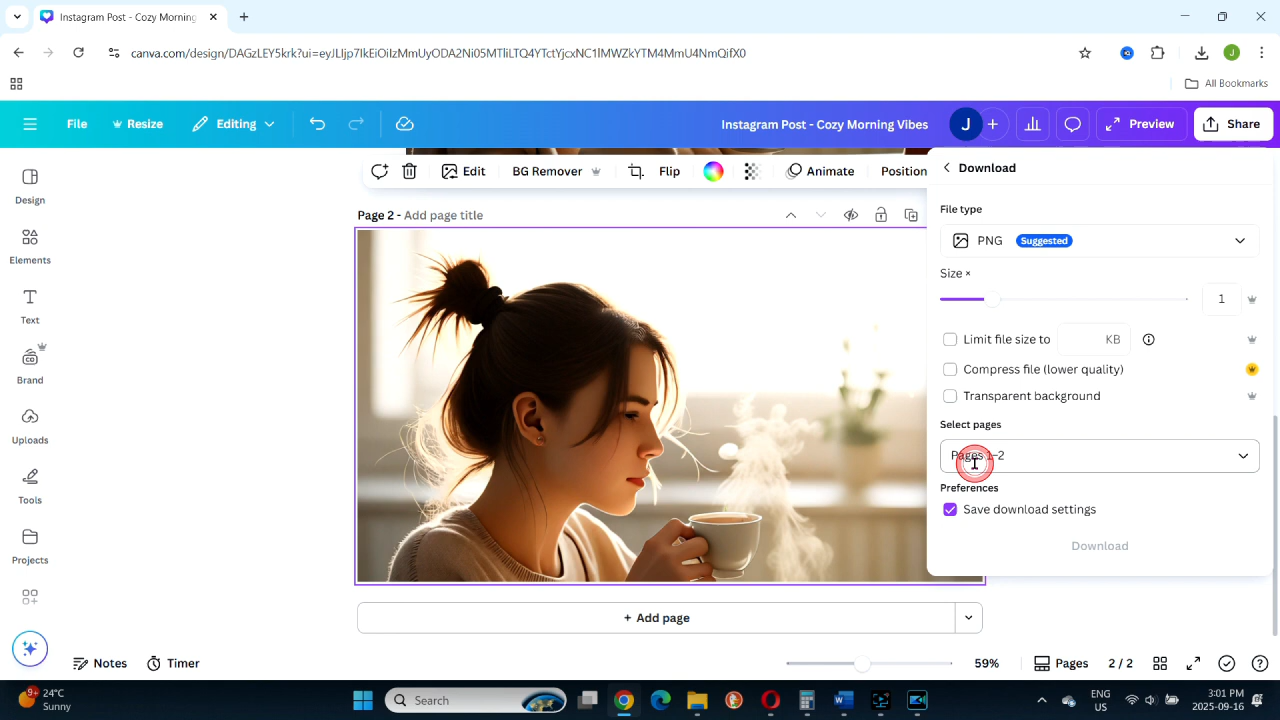 Instagram Post - Cozy Morning
canva.com/design/DAGzLEY5krk?ui=eyJLIjp7IkEiOiIzMmUyODA2Ni05MTliLTQ4YTctYjcxNC1lMWZkYTM4MmU4NmQifX0
J
All Bookmarks
File
Resize
Editing
Instagram Post - Cozy Morning Vibes
J
+
Preview
Share
Edit
BG Remover
Flip
Animate
Position
Page 2 - Add page title
Design
Elements
Text
Brand
Uploads
Tools
Projects
Download
File type
PNG
Suggested
Size ×
1
Limit file size to
KB
Compress file (lower quality)
Transparent background
Select pages
Pages 1-2
Preferences
Save download settings
Download
+ Add page
Notes
Timer
59%
Pages
2 / 2
9+
24°C
Sunny
Search
ENG
US
3:01 PM
2025-09-16